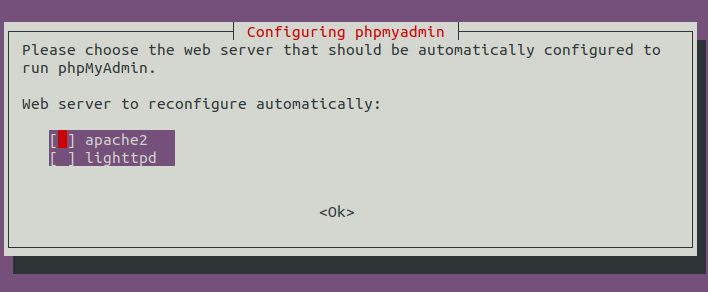 Configuring phpmyadmin
Please choose the web server that should be automatically configured to
run phpMyAdmin.
Web server to reconfigure automatically:
[ ] apache2
[ ] lighttpd
<Ok>